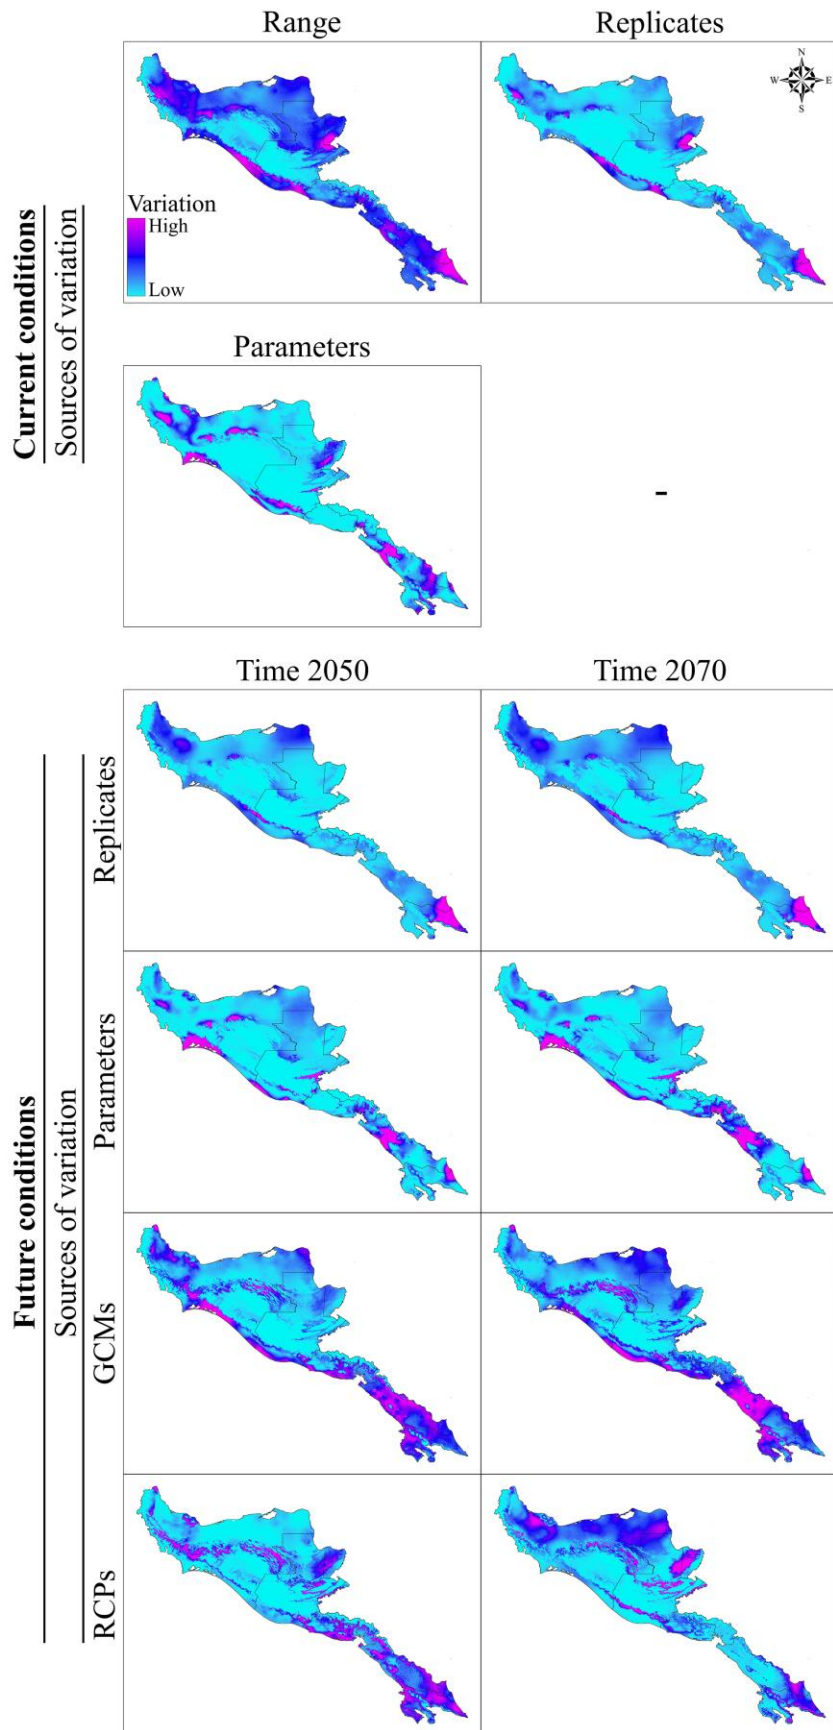 Range
Replicates
N
W
E
S
Variation
High
Low
Current conditions
Sources of variation
Parameters
-
Time 2050
Time 2070
Future conditions
Sources of variation
Replicates
Parameters
GCMs
RCPs